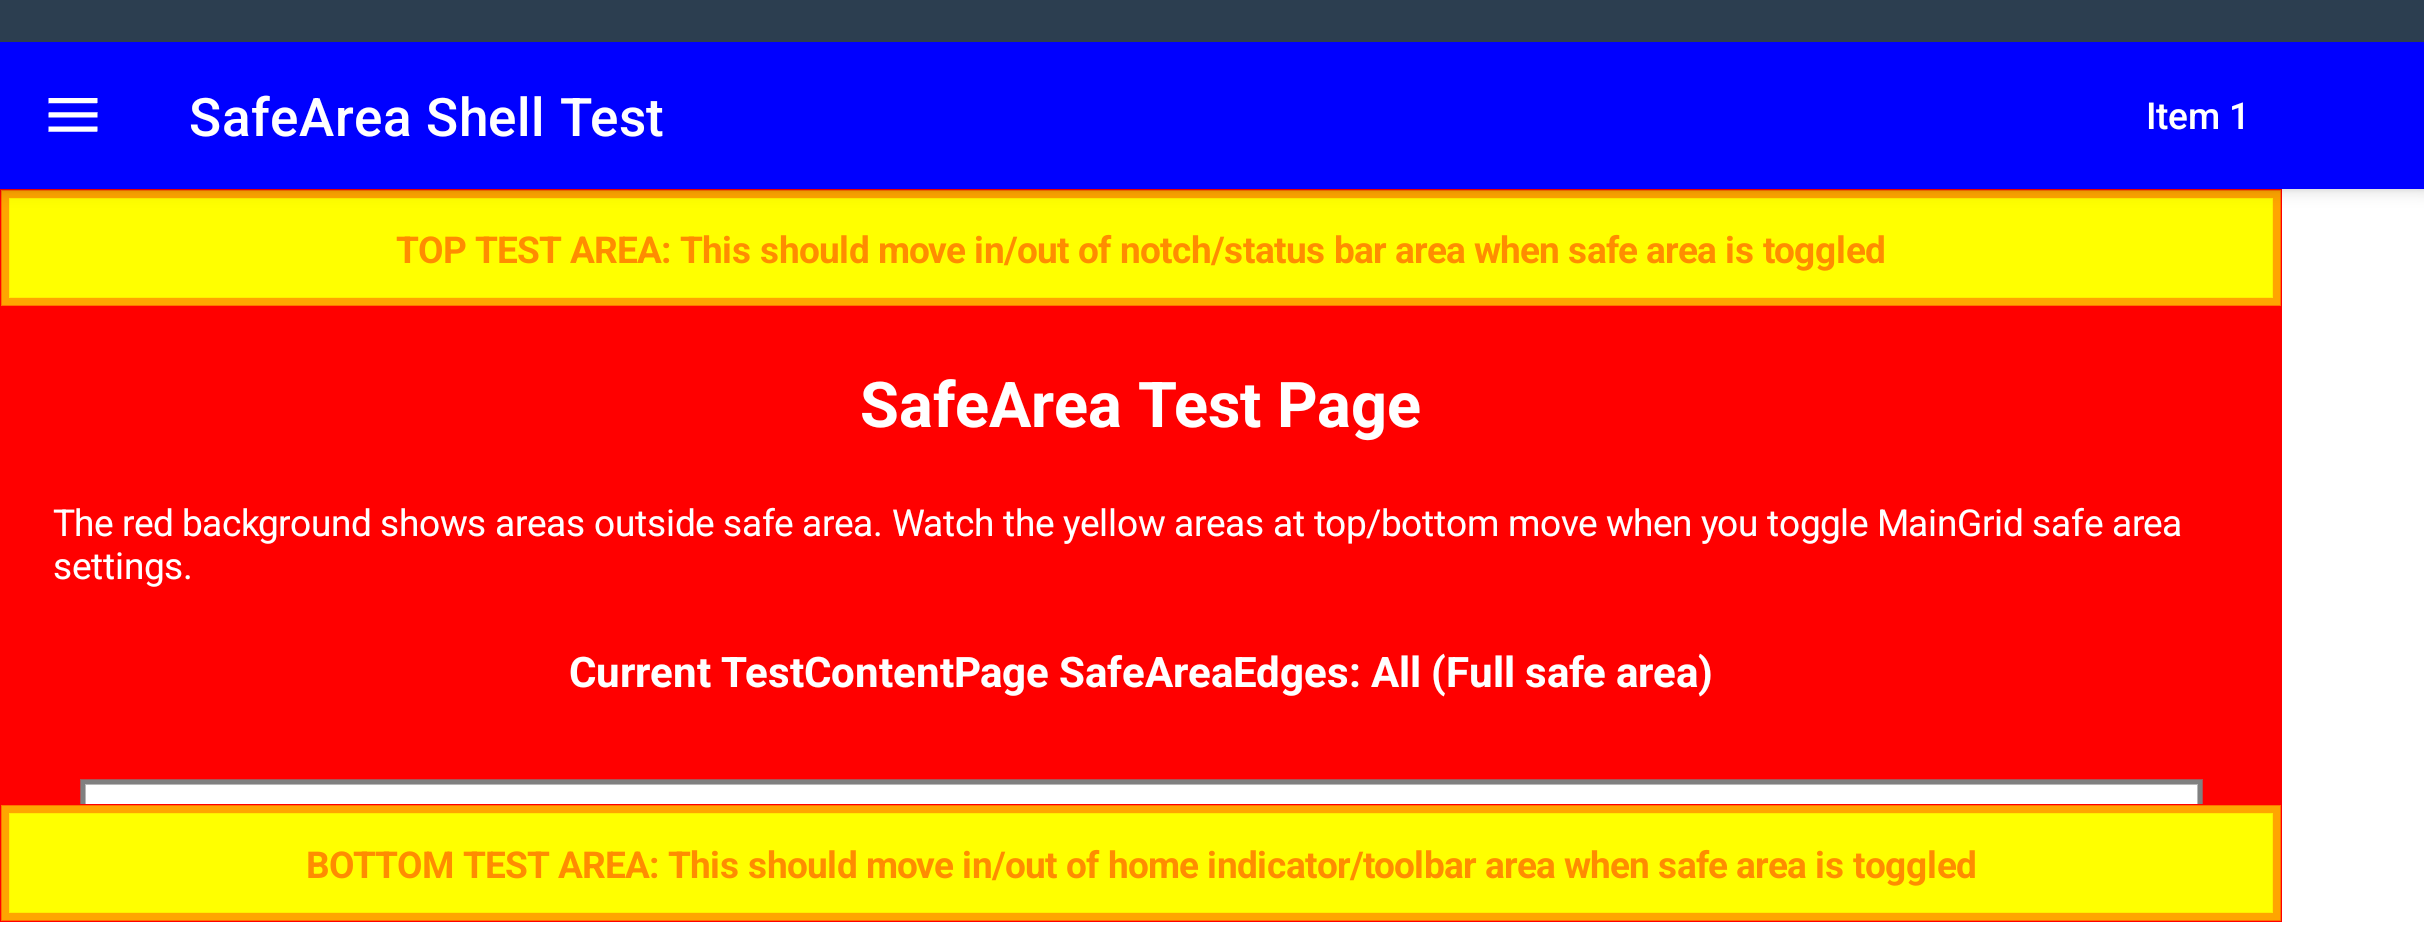 SafeArea Shell Test
Item 1
TOP TEST AREA: This should move in/out of notch/status bar area when safe area is toggled
SafeArea Test Page
The red background shows areas outside safe area. Watch the yellow areas at top/bottom move when you toggle MainGrid safe area
settings.
Current TestContentPage SafeAreaEdges: All (Full safe area)
BOTTOM TEST AREA: This should move in/out of home indicator/toolbar area when safe area is toggled